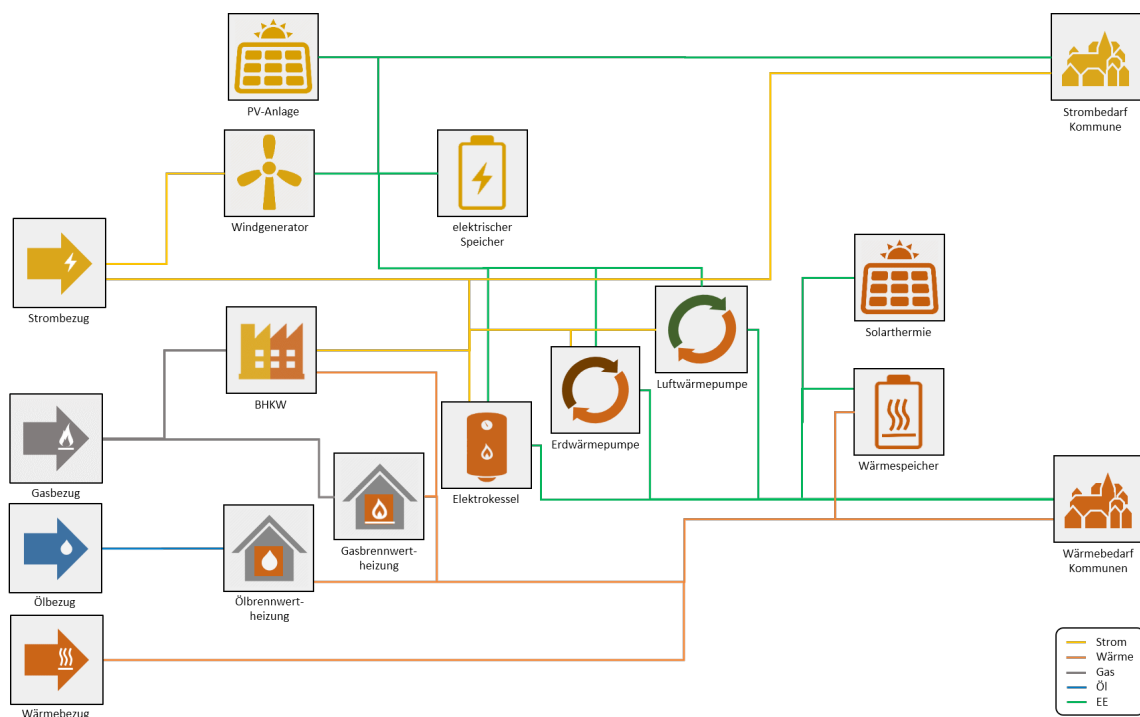 PV-Anlage
Strombedarf
Kommune
Windgenerator
elektrischer
Speicher
Strombezug
Solarthermie
BHKW
Luftwärmepumpe
Erdwärmepumpe
Wärmespeicher
Gasbezug
Elektrokessel
Gasbrennwert-
heizung
Wärmebedarf
Kommunen
Ölbezug
Ölbrennwert-
heizung
Wärmebezug
Strom
Wärme
Gas
Öl
EE